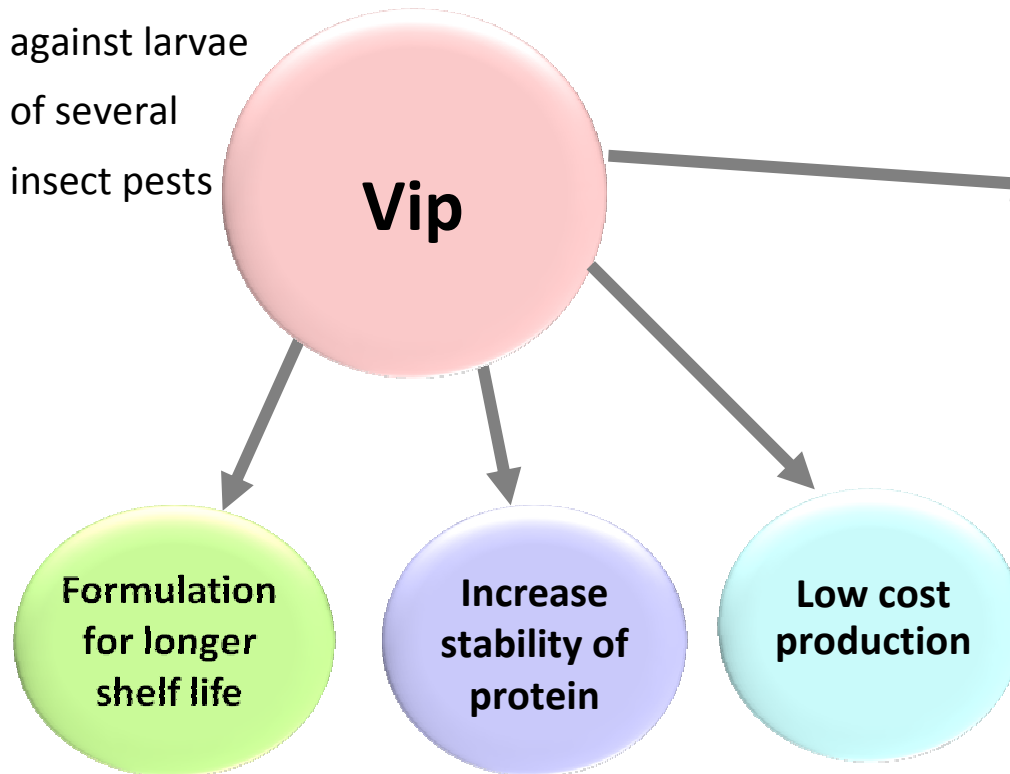 against larvae
of several
insect pests
Vip
Formulation
for longer
shelf life
Increase
stability of
protein
Low cost
production